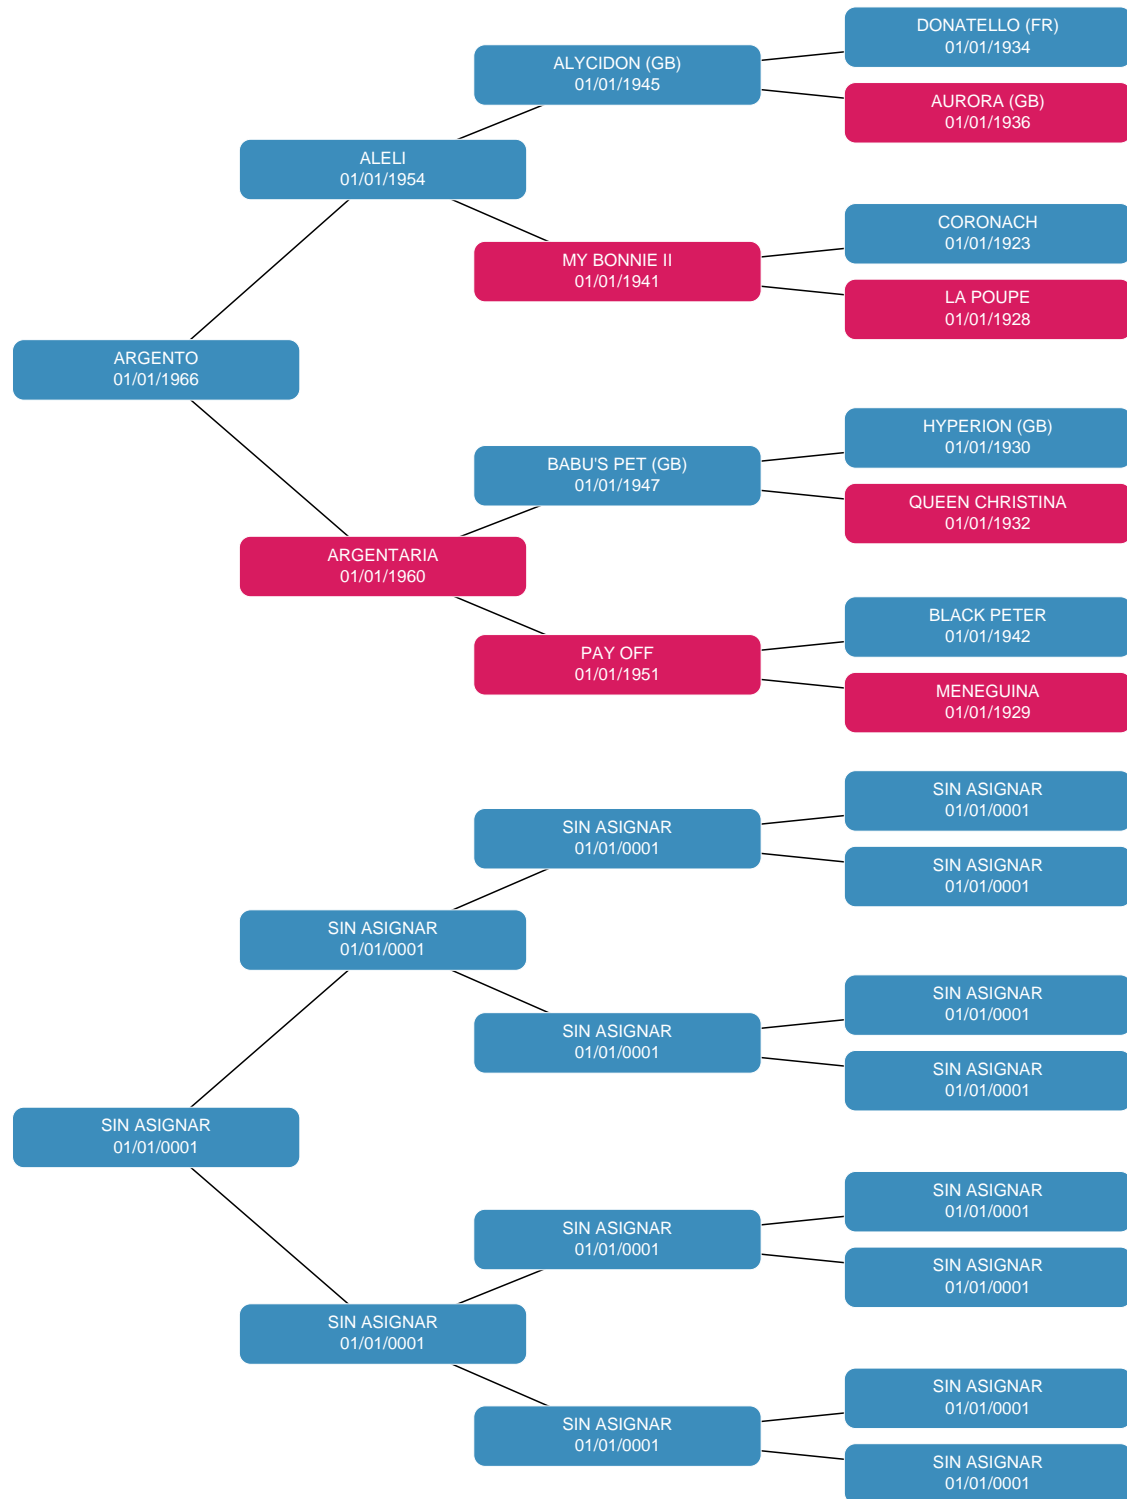 DONATELLO (FR)
01/01/1934
ALYCIDON (GB)
01/01/1945
AURORA (GB)
01/01/1936
ALELI
01/01/1954
CORONACH
01/01/1923
MY BONNIE II
01/01/1941
LA POUPE
01/01/1928
ARGENTO
01/01/1966
HYPERION (GB)
01/01/1930
BABU'S PET (GB)
01/01/1947
QUEEN CHRISTINA
01/01/1932
ARGENTARIA
01/01/1960
BLACK PETER
01/01/1942
PAY OFF
01/01/1951
MENEGUINA
01/01/1929
SIN ASIGNAR
01/01/0001
SIN ASIGNAR
01/01/0001
SIN ASIGNAR
01/01/0001
SIN ASIGNAR
01/01/0001
SIN ASIGNAR
01/01/0001
SIN ASIGNAR
01/01/0001
SIN ASIGNAR
01/01/0001
SIN ASIGNAR
01/01/0001
SIN ASIGNAR
01/01/0001
SIN ASIGNAR
01/01/0001
SIN ASIGNAR
01/01/0001
SIN ASIGNAR
01/01/0001
SIN ASIGNAR
01/01/0001
SIN ASIGNAR
01/01/0001
SIN ASIGNAR
01/01/0001